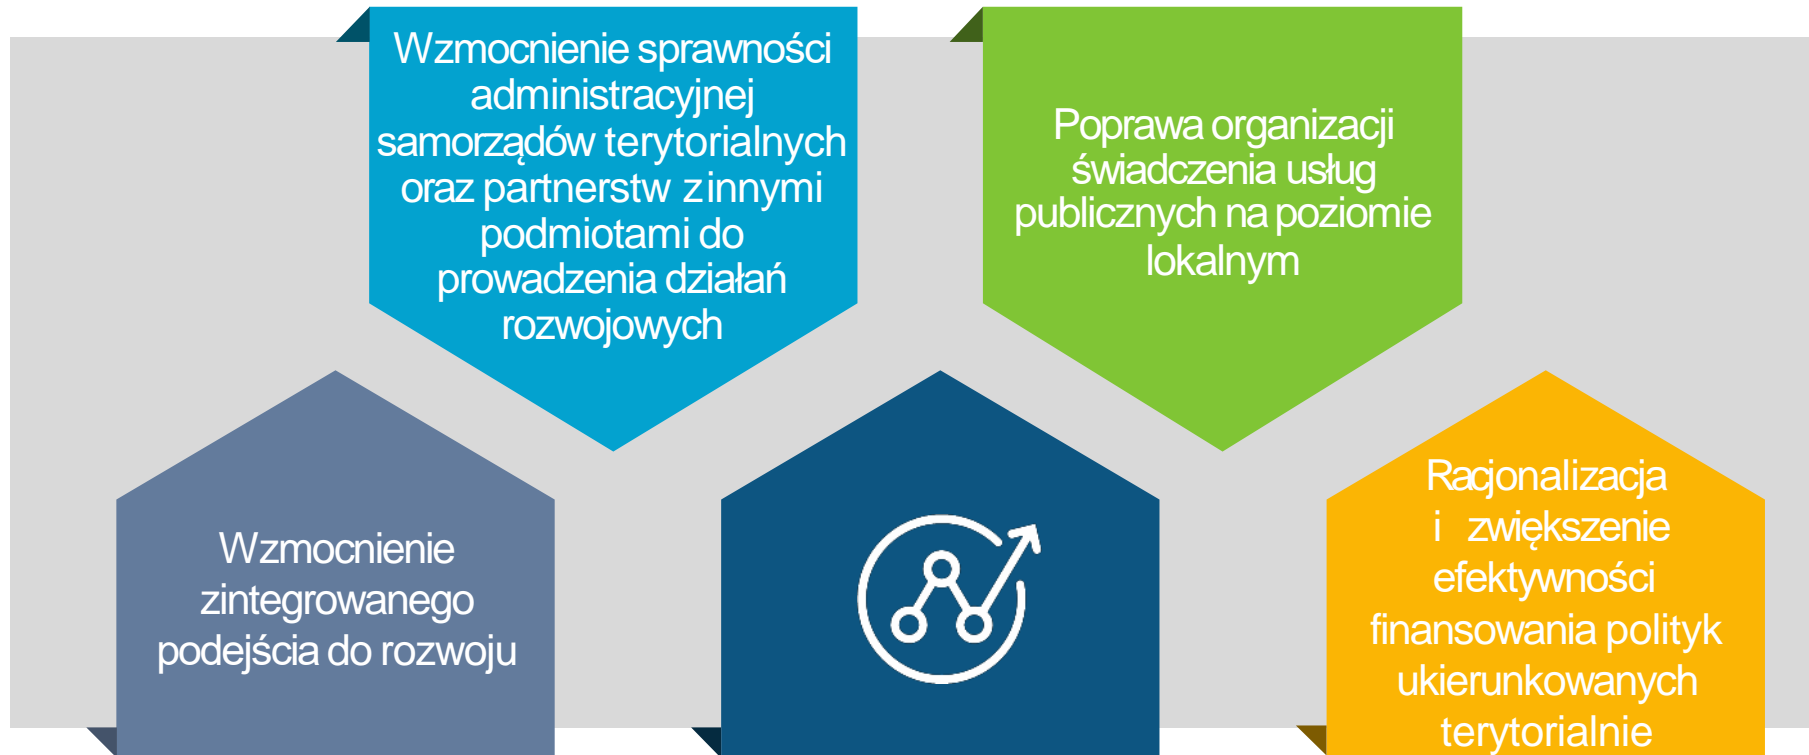 Wzmocnienie sprawności
administracyjnej
samorządów terytorialnych
oraz partnerstw z innymi
podmiotami do
prowadzenia działań
rozwojowych
Poprawa organizacji
świadczenia usług
publicznych na poziomie
lokalnym
Wzmocnienie
zintegrowanego
podejścia do rozwoju
Racjonalizacja
i zwiększenie
efektywności
finansowania polityk
ukierunkowanych
terytorialnie